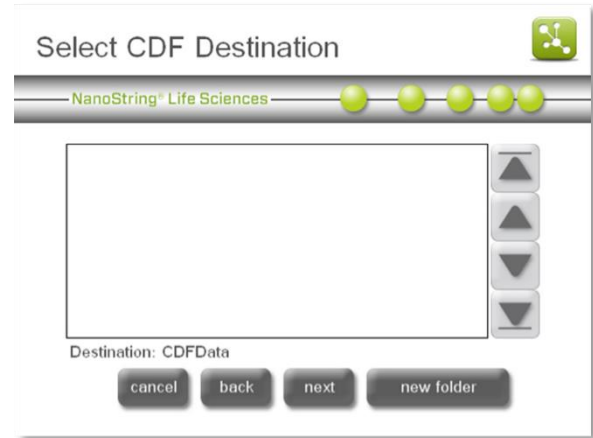 Select CDF Destination
NanoString® Life Sciences
Destination: CDFData
cancel back next new folder